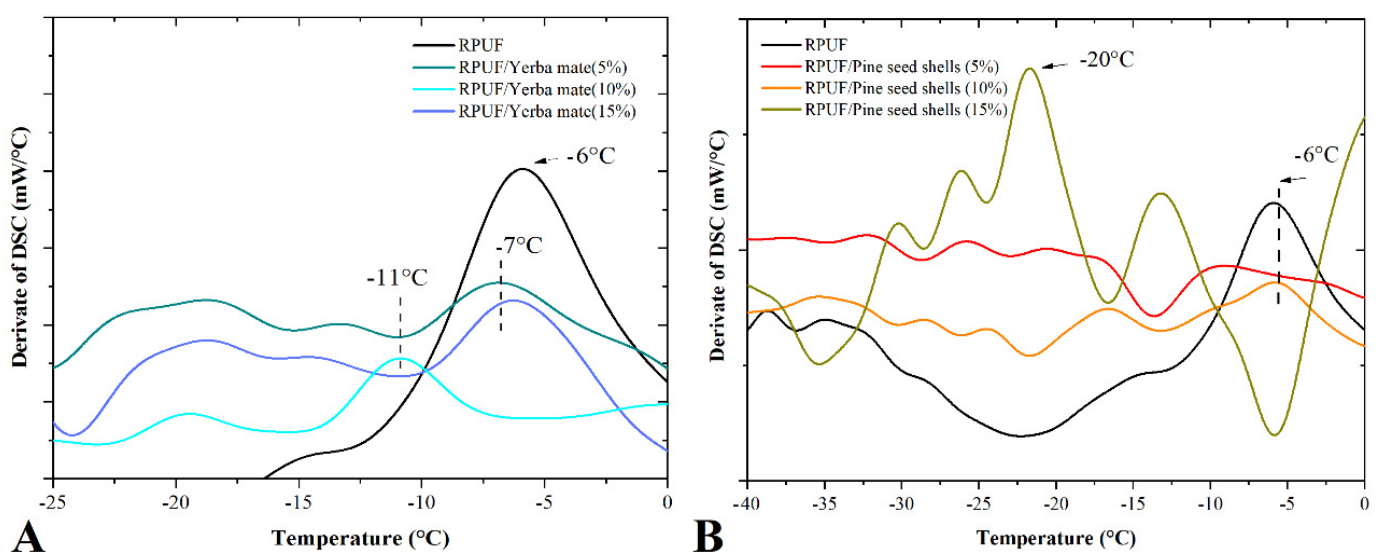 RPUF
RPUF/Yerba mate(5%)
RPUF/Yerba mate(10%)
RPUF/Yerba mate(15%)
-6°C
-7°C
-11°C
Derivate of DSC (mW/°C)
-25
-20
-15
-10
-5
0
Temperature (°C)
A
RPUF
RPUF/Pine seed shells (5%)
RPUF/Pine seed shells (10%)
RPUF/Pine seed shells (15%)
-20°C
-6°C
Derivate of DSC (mW/°C)
-40
-35
-30
-25
-20
-15
-10
-5
0
Temperature (°C)
B